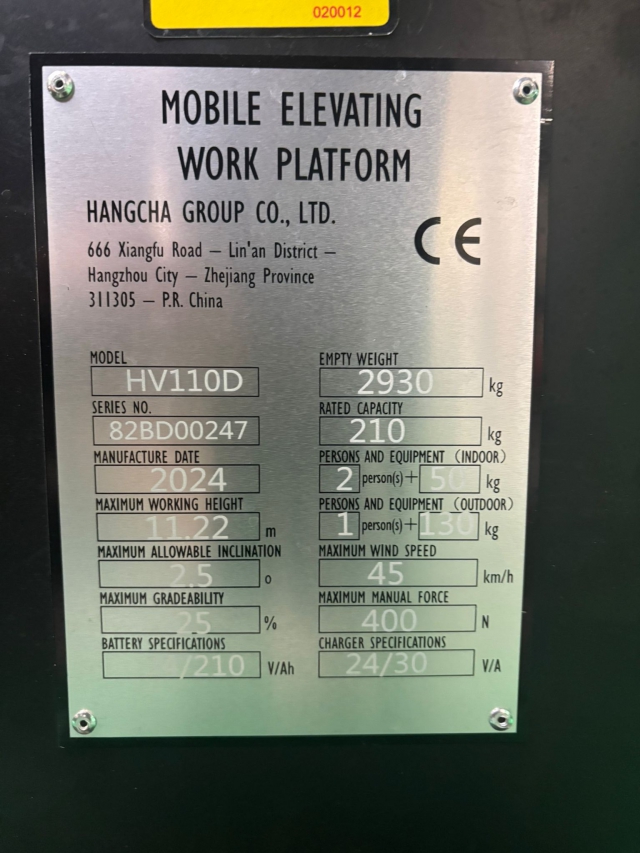 020012
MOBILE ELEVATING
WORK PLATFORM
HANGCHA GROUP CO., LTD.
CE
666 Xiangfu Road — Lin'an District —
Hangzhou City — Zhejiang Province
311305 — P.R. China
MODEL
HV110D
EMPTY WEIGHT
2930 kg
SERIES NO.
82BD00247
RATED CAPACITY
210 kg
MANUFACTURE DATE
2024
PERSONS AND EQUIPMENT (INDOOR)
2 person(s)+ 50 kg
MAXIMUM WORKING HEIGHT
11.22 m
PERSONS AND EQUIPMENT (OUTDOOR)
1 person(s)+ 130 kg
MAXIMUM ALLOWABLE INCLINATION
2.5 o
MAXIMUM WIND SPEED
45 km/h
MAXIMUM GRADEABILITY
25 %
MAXIMUM MANUAL FORCE
400 N
BATTERY SPECIFICATIONS
/210 V/Ah
CHARGER SPECIFICATIONS
24/30 V/A